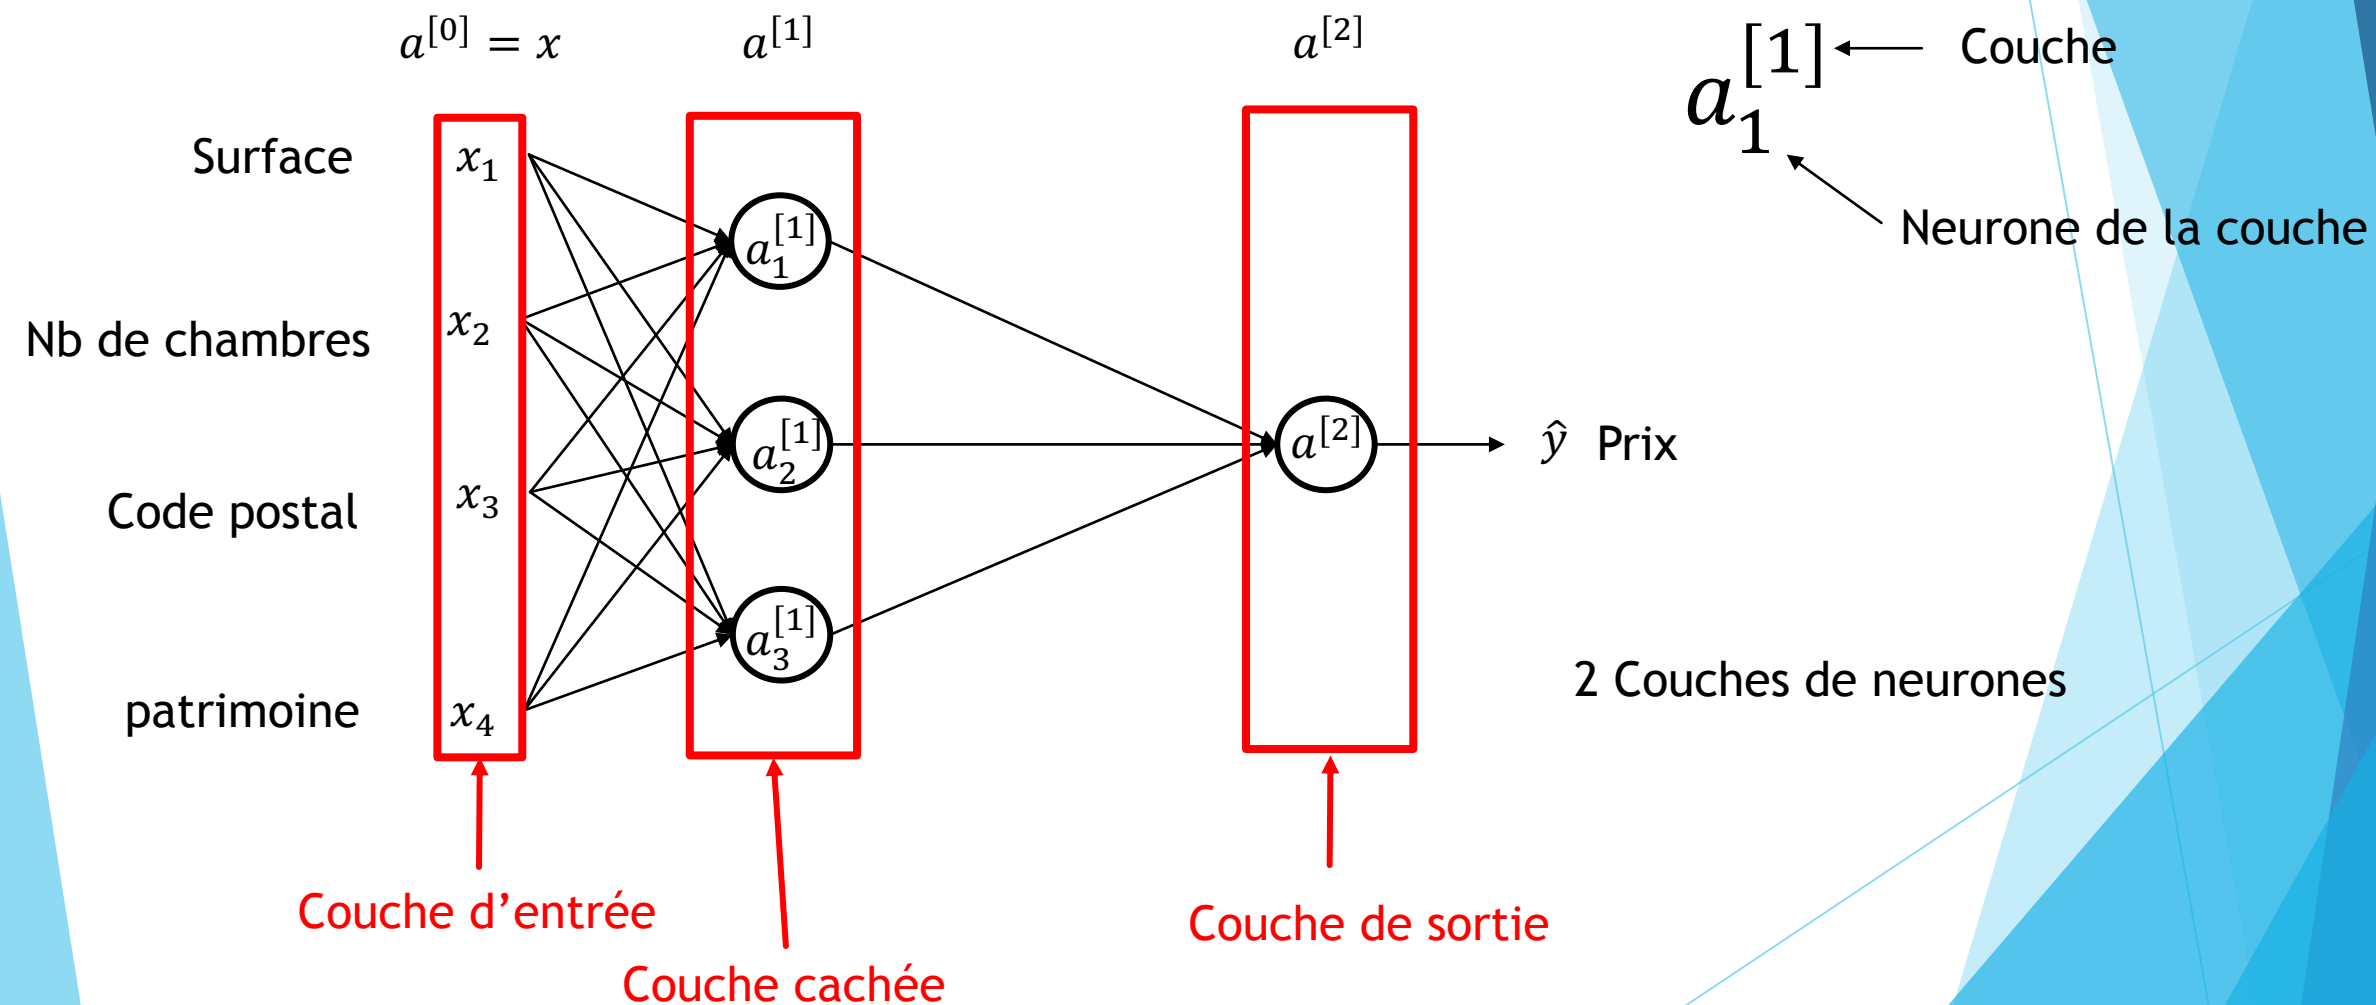 a^[0] = x
a^[1]
a^[2]
a_1^[1]
Couche
Neurone de la couche
Surface
x_1
a_1^[1]
Nb de chambres
x_2
a_2^[1]
a^[2]
ŷ Prix
Code postal
x_3
a_3^[1]
2 Couches de neurones
patrimoine
x_4
Couche d’entrée
Couche de sortie
Couche cachée